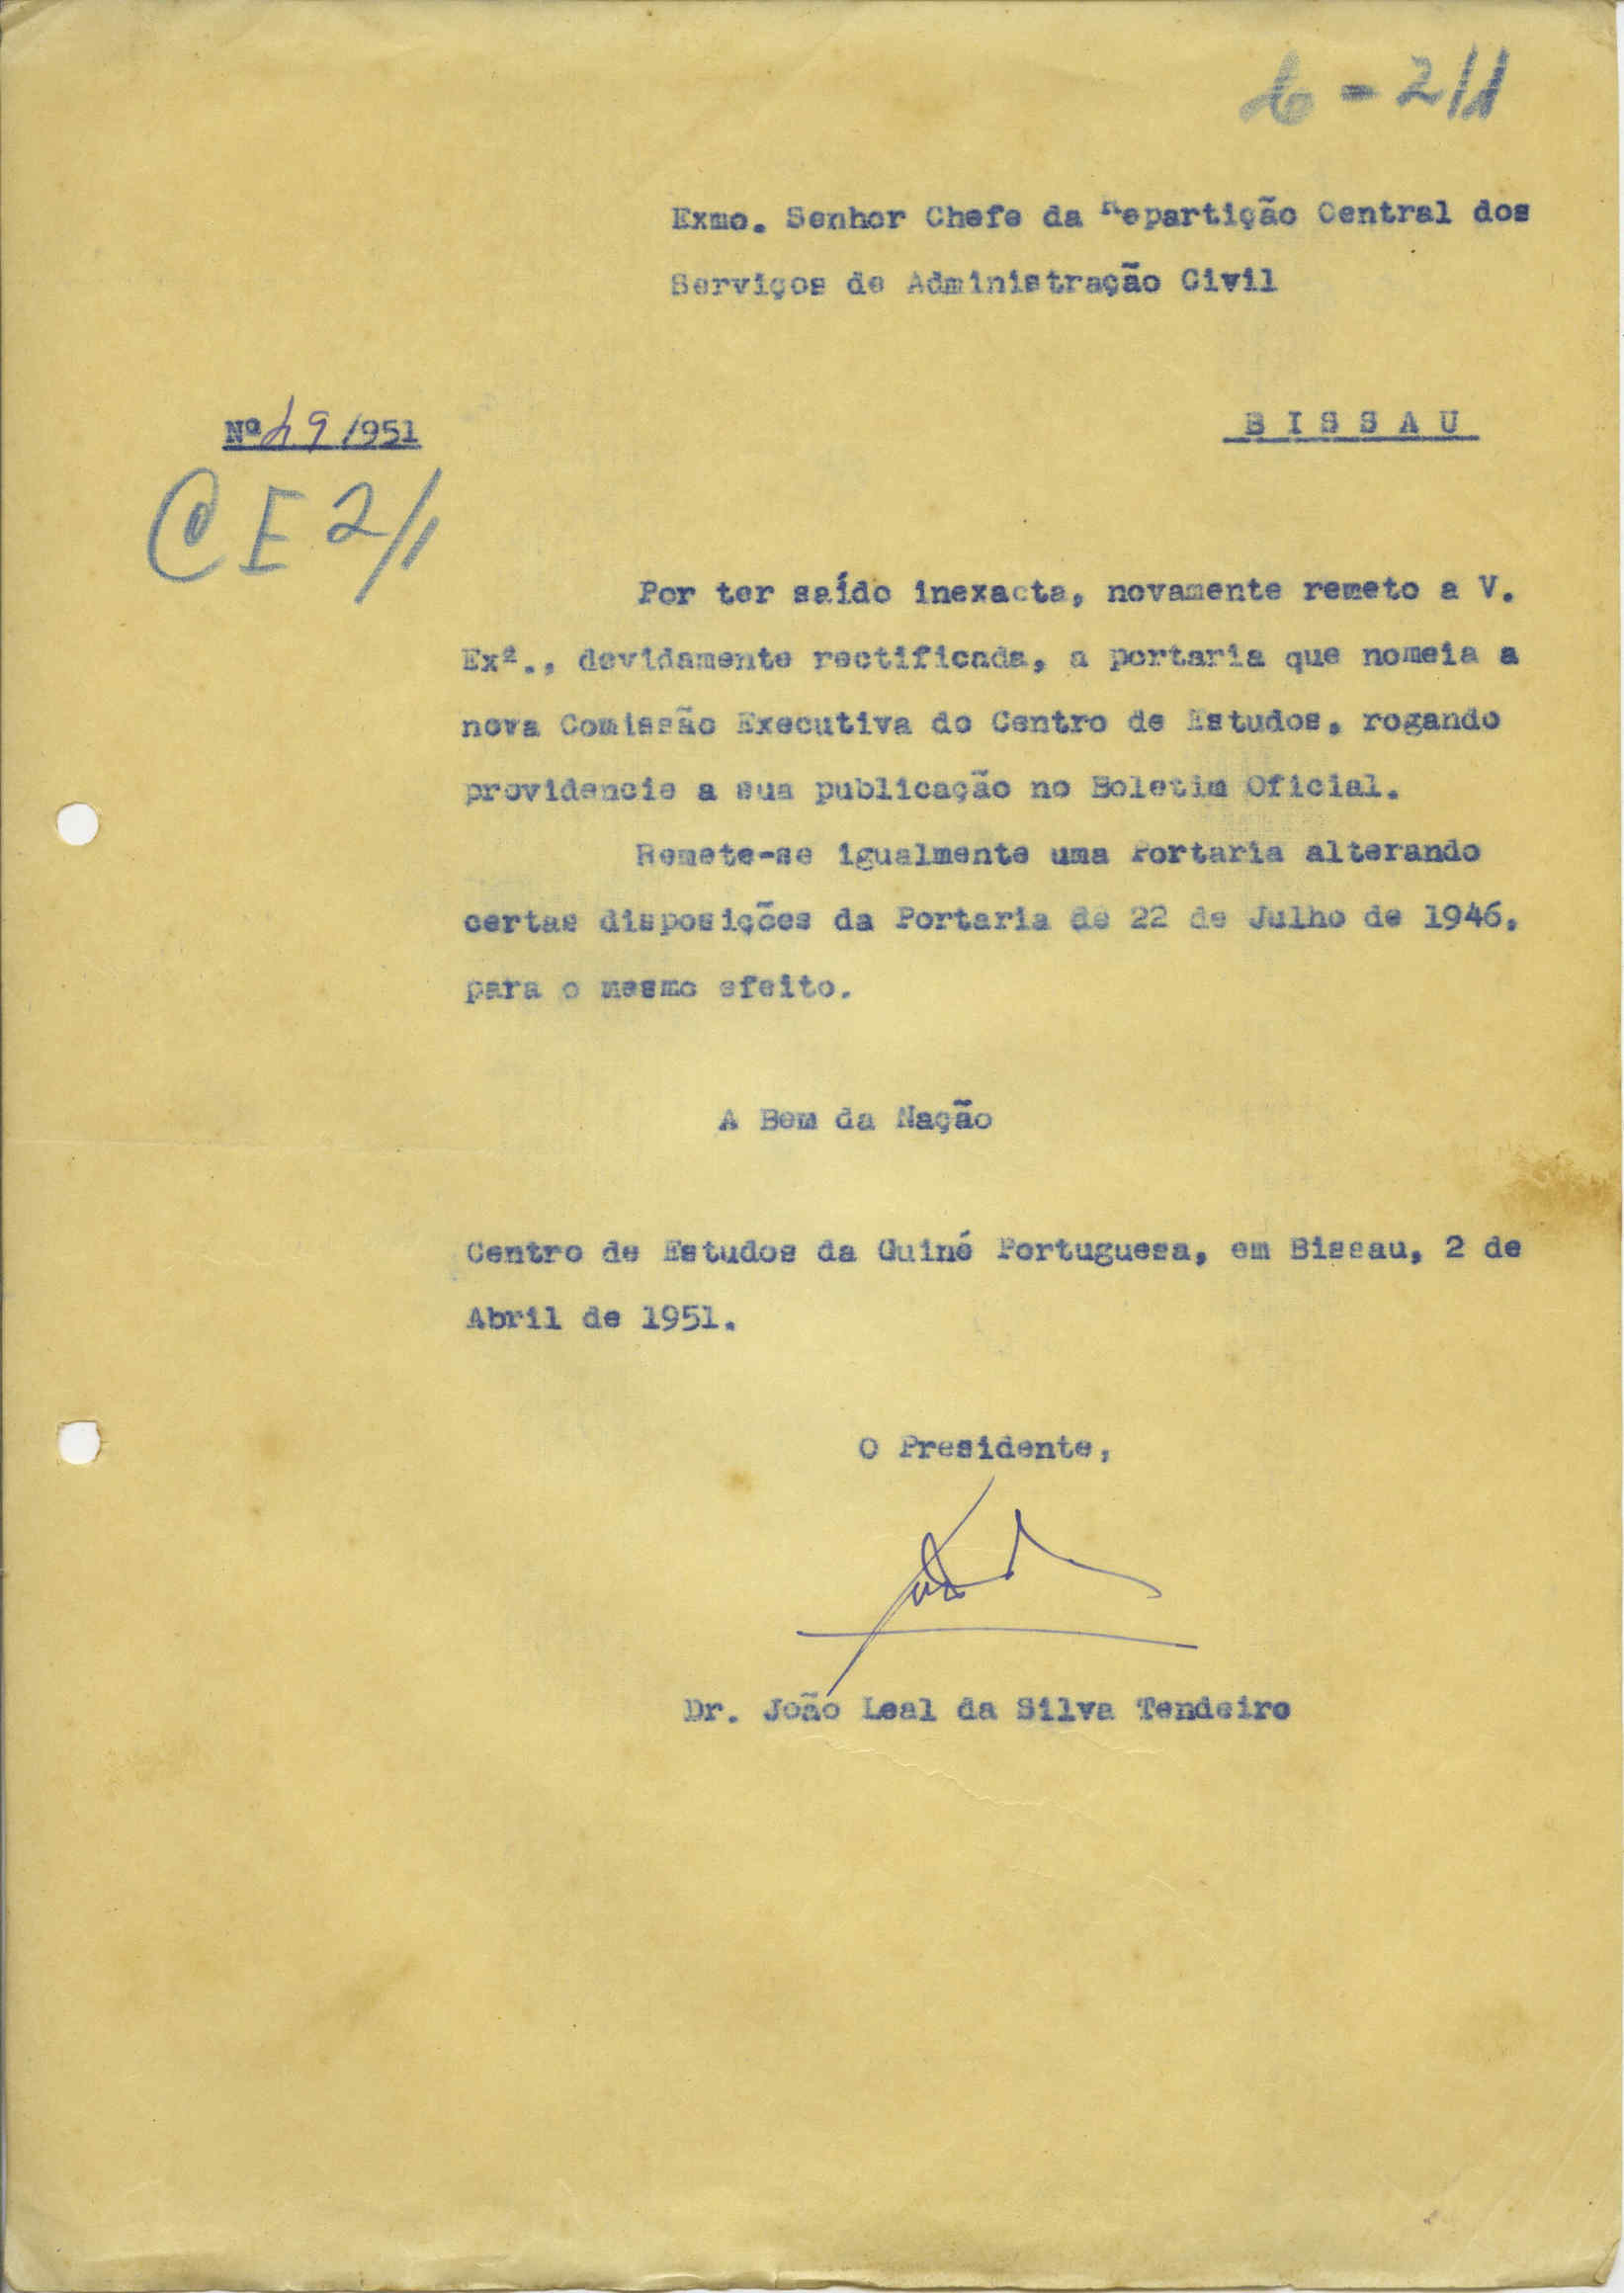 Exmo. Senhor Chefe da Repartição Central dos
Serviços de Administração Civil
Nº 49/951
B I S S A U
CE 2/1
Por ter saído inexacta, novamente remeto a V.
Exª., devidamente rectificada, a portaria que nomeia a
nova Comissão Executiva do Centro de Estudos, rogando
providencie a sua publicação no Boletim Oficial.
Remete-se igualmente uma Portaria alterando
certas disposições da Portaria de 22 de Julho de 1946,
para o mesmo efeito.
A Bem da Nação
Centro de Estudos da Guiné Portuguesa, em Bissau, 2 de
Abril de 1951.
O Presidente,
Dr. João Leal da Silva Tendeiro